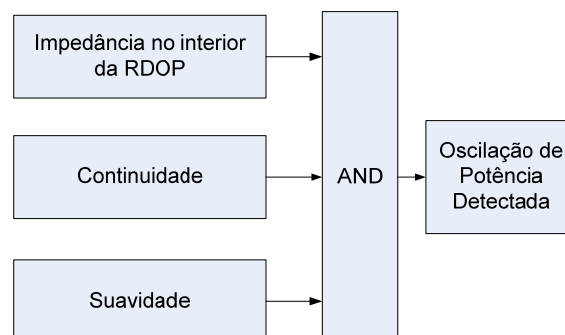 Impedância no interior
da RDOP
Continuidade
Suavidade
AND
Oscilação de
Potência
Detectada